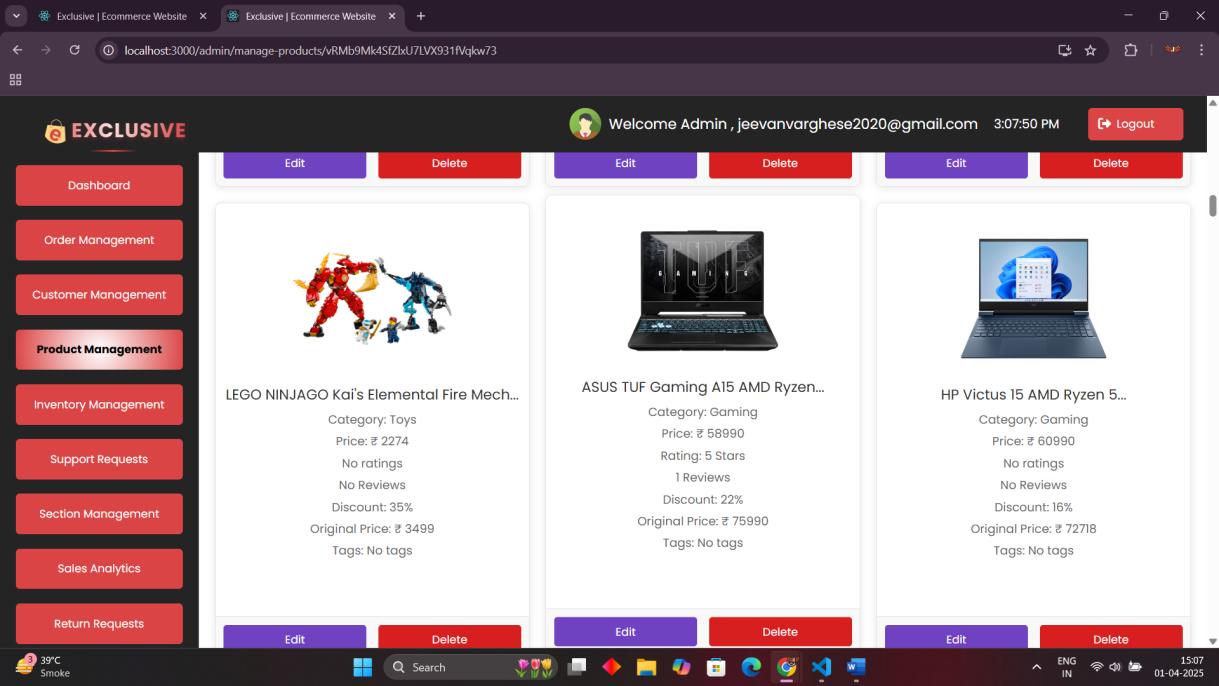 Exclusive | Ecommerce Website
Exclusive | Ecommerce Website
localhost:3000/admin/manage-products/vRMb9Mk4SfZlxU7LVX931fVqkw73
EXCLUSIVE
Welcome Admin , jeevanvarghese2020@gmail.com
3:07:50 PM
Logout
Dashboard
Order Management
Customer Management
Product Management
Inventory Management
Support Requests
Section Management
Sales Analytics
Return Requests
Edit
Delete
Edit
Delete
Edit
Delete
LEGO NINJAGO Kai's Elemental Fire Mech...
Category: Toys
Price: ₹ 2274
No ratings
No Reviews
Discount: 35%
Original Price: ₹ 3499
Tags: No tags
Edit
Delete
TUF
GAMING
ASUS TUF Gaming A15 AMD Ryzen...
Category: Gaming
Price: ₹ 58990
Rating: 5 Stars
1 Reviews
Discount: 22%
Original Price: ₹ 75990
Tags: No tags
Edit
Delete
HP Victus 15 AMD Ryzen 5...
Category: Gaming
Price: ₹ 60990
No ratings
No Reviews
Discount: 16%
Original Price: ₹ 72718
Tags: No tags
Edit
Delete
3
39°C
Smoke
Search
ENG
IN
15:07
01-04-2025